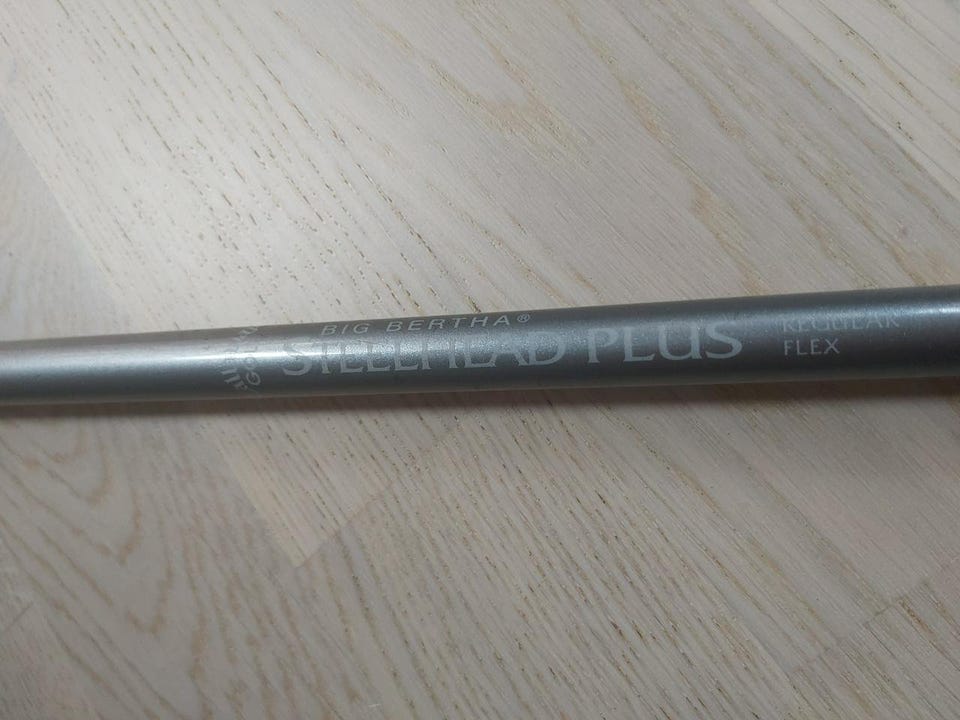 BIG BERTHA®
STEELHEAD PLUS
REGULAR
FLEX